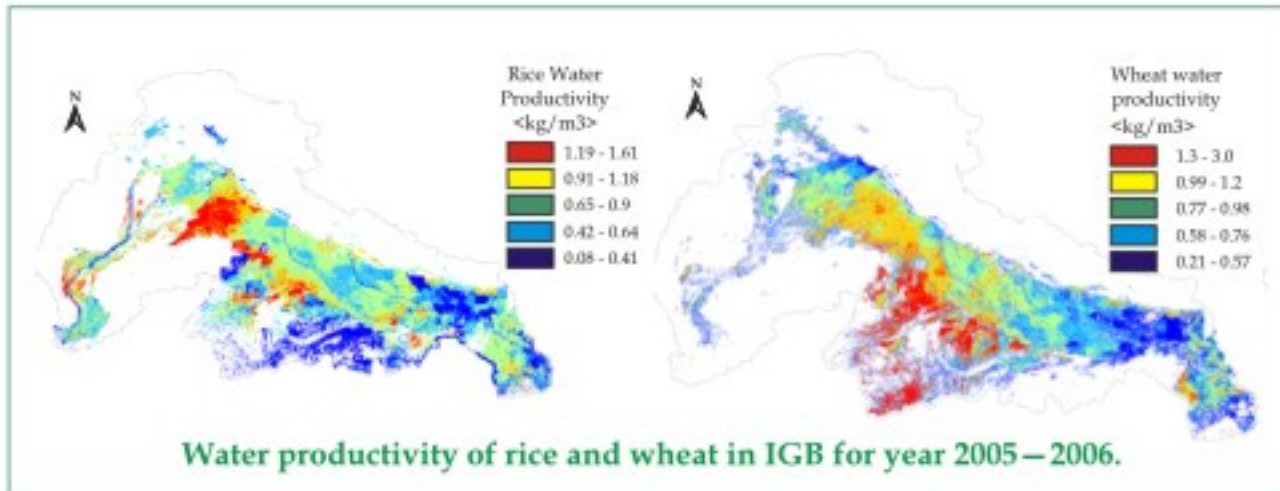 N
Rice Water
Productivity
<kg/m3>
1.19 - 1.61
0.91 - 1.18
0.65 - 0.9
0.42 - 0.64
0.08 - 0.41
N
Wheat water
productivity
<kg/m3>
1.3 - 3.0
0.99 - 1.2
0.77 - 0.98
0.58 - 0.76
0.21 - 0.57
Water productivity of rice and wheat in IGB for year 2005—2006.